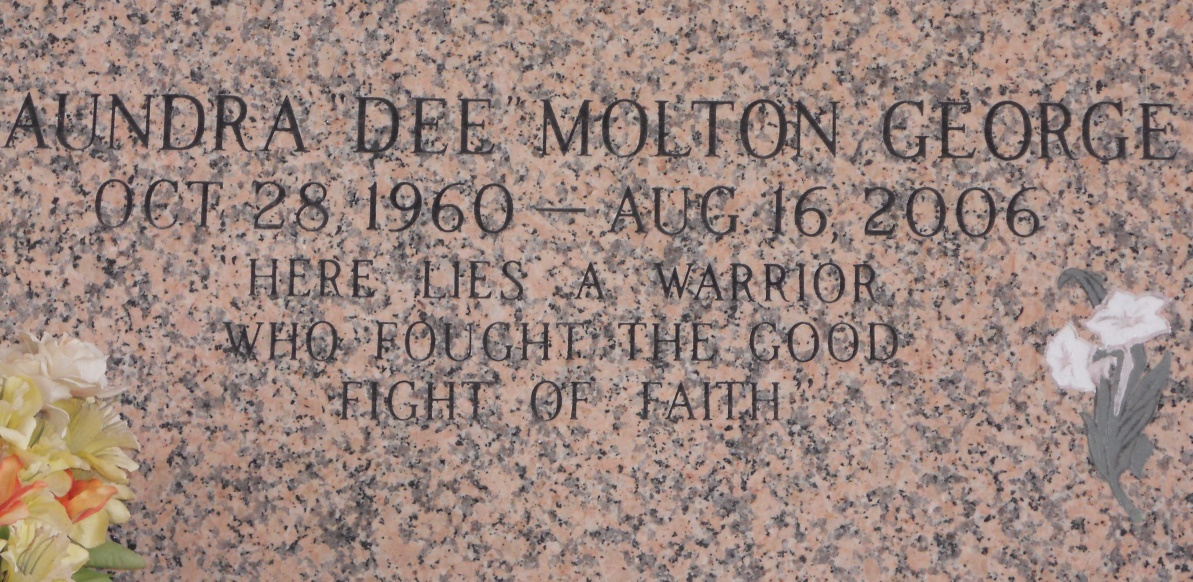 AUNDRA "DEE" MOLTON GEORGE
OCT 28, 1960 — AUG 16, 2006
"HERE LIES A WARRIOR
WHO FOUGHT THE GOOD
FIGHT OF FAITH"